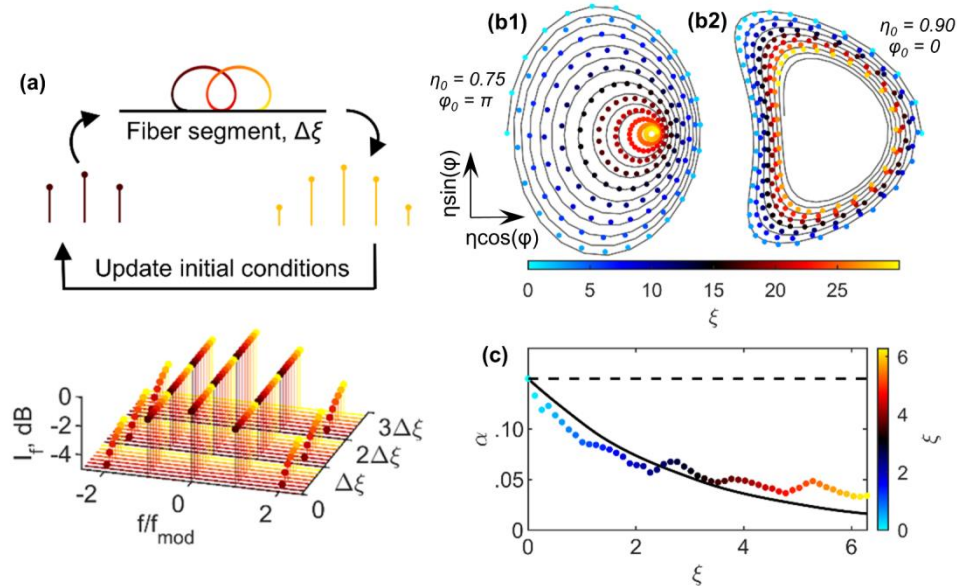 (a)
Fiber segment, Δξ
Update initial conditions
I_f, dB
0
-2
-4
-2
0
2
f/f_mod
0
Δξ
2Δξ
3Δξ
(b1)
η₀ = 0.75
φ₀ = π
ηsin(φ)
ηcos(φ)
(b2)
η₀ = 0.90
φ₀ = 0
0
5
10
15
20
25
ξ
(c)
α
.10
.05
0
0
2
4
6
ξ
6
4
2
0
ξ